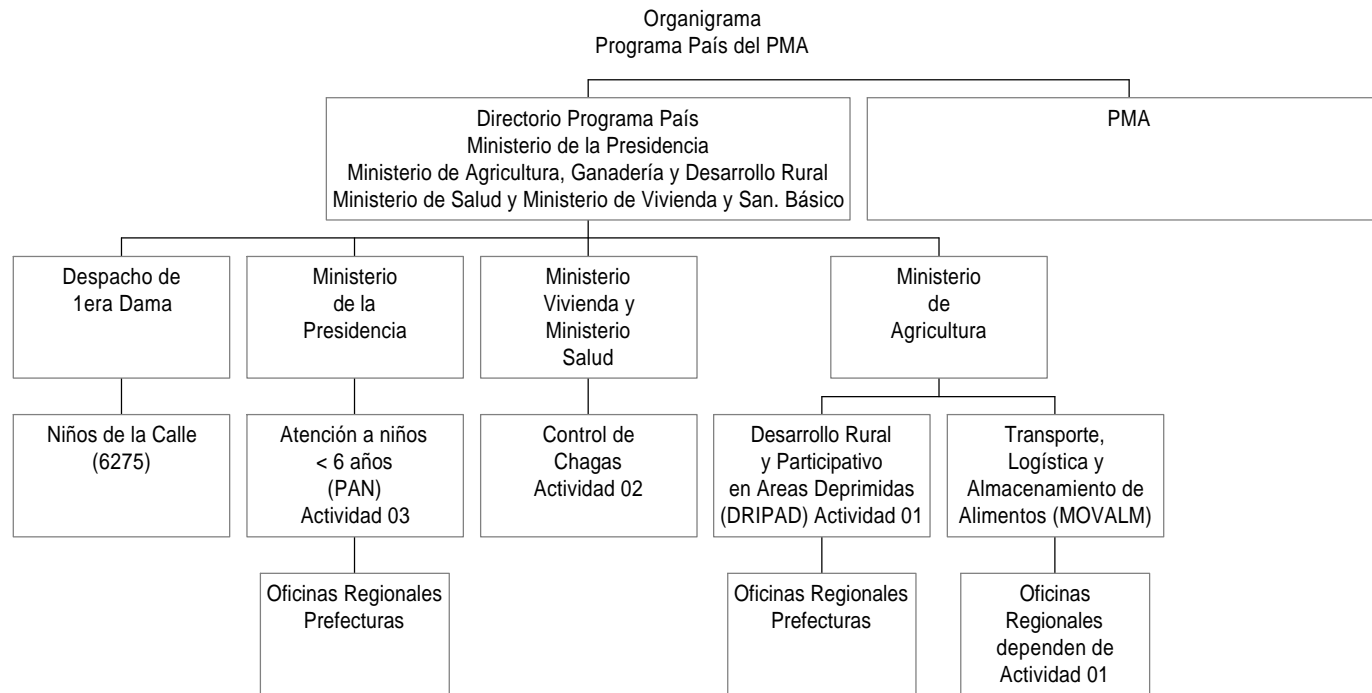 Organigrama
Programa País del PMA
Directorio Programa País
Ministerio de la Presidencia
Ministerio de Agricultura, Ganadería y Desarrollo Rural
Ministerio de Salud y Ministerio de Vivienda y San. Básico
PMA
Despacho de
1era Dama
Ministerio
de la
Presidencia
Ministerio
Vivienda y
Ministerio
Salud
Ministerio
de
Agricultura
Niños de la Calle
(6275)
Atención a niños
< 6 años
(PAN)
Actividad 03
Control de
Chagas
Actividad 02
Desarrollo Rural
y Participativo
en Areas Deprimidas
(DRIPAD) Actividad 01
Transporte,
Logística y
Almacenamiento de
Alimentos (MOVALM)
Oficinas Regionales
Prefecturas
Oficinas Regionales
Prefecturas
Oficinas
Regionales
dependen de
Actividad 01